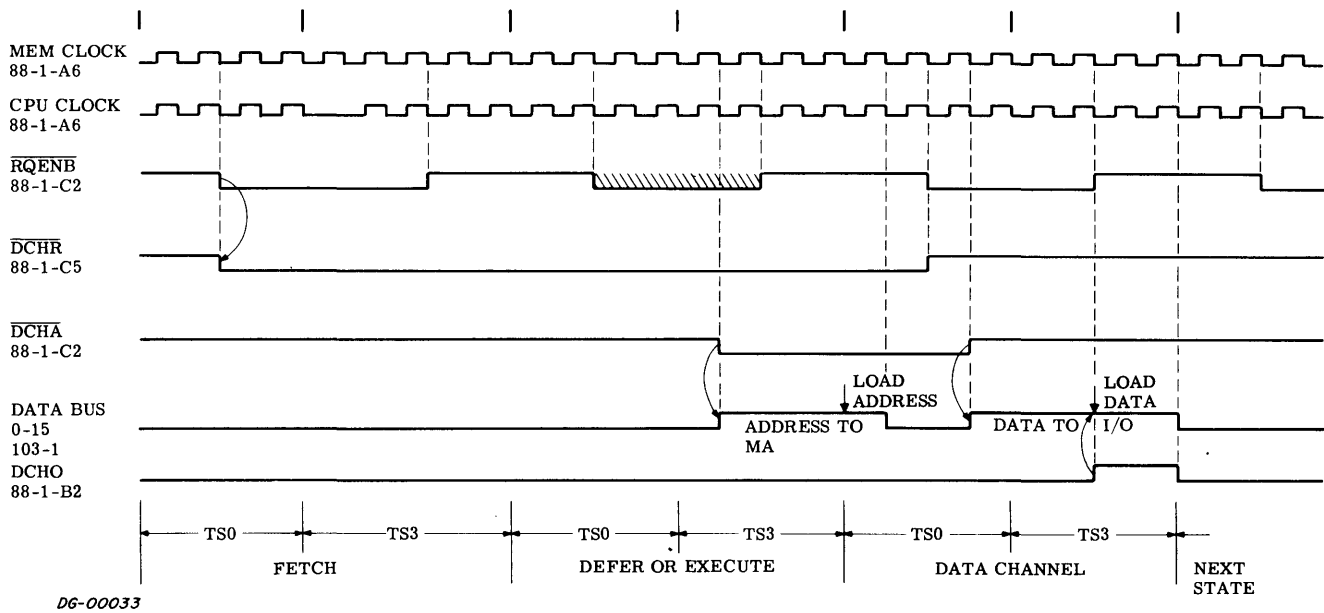 MEM CLOCK
88-1-A6
CPU CLOCK
88-1-A6
RQENB
88-1-C2
DCHR
88-1-C5
DCHA
88-1-C2
LOAD
ADDRESS
LOAD
DATA
DATA BUS
0-15
103-1
ADDRESS TO
MA
DATA TO I/O
DCHO
88-1-B2
TS0 TS3 TS0 TS3 TS0 TS3
FETCH DEFER OR EXECUTE DATA CHANNEL NEXT
STATE
DG-00033